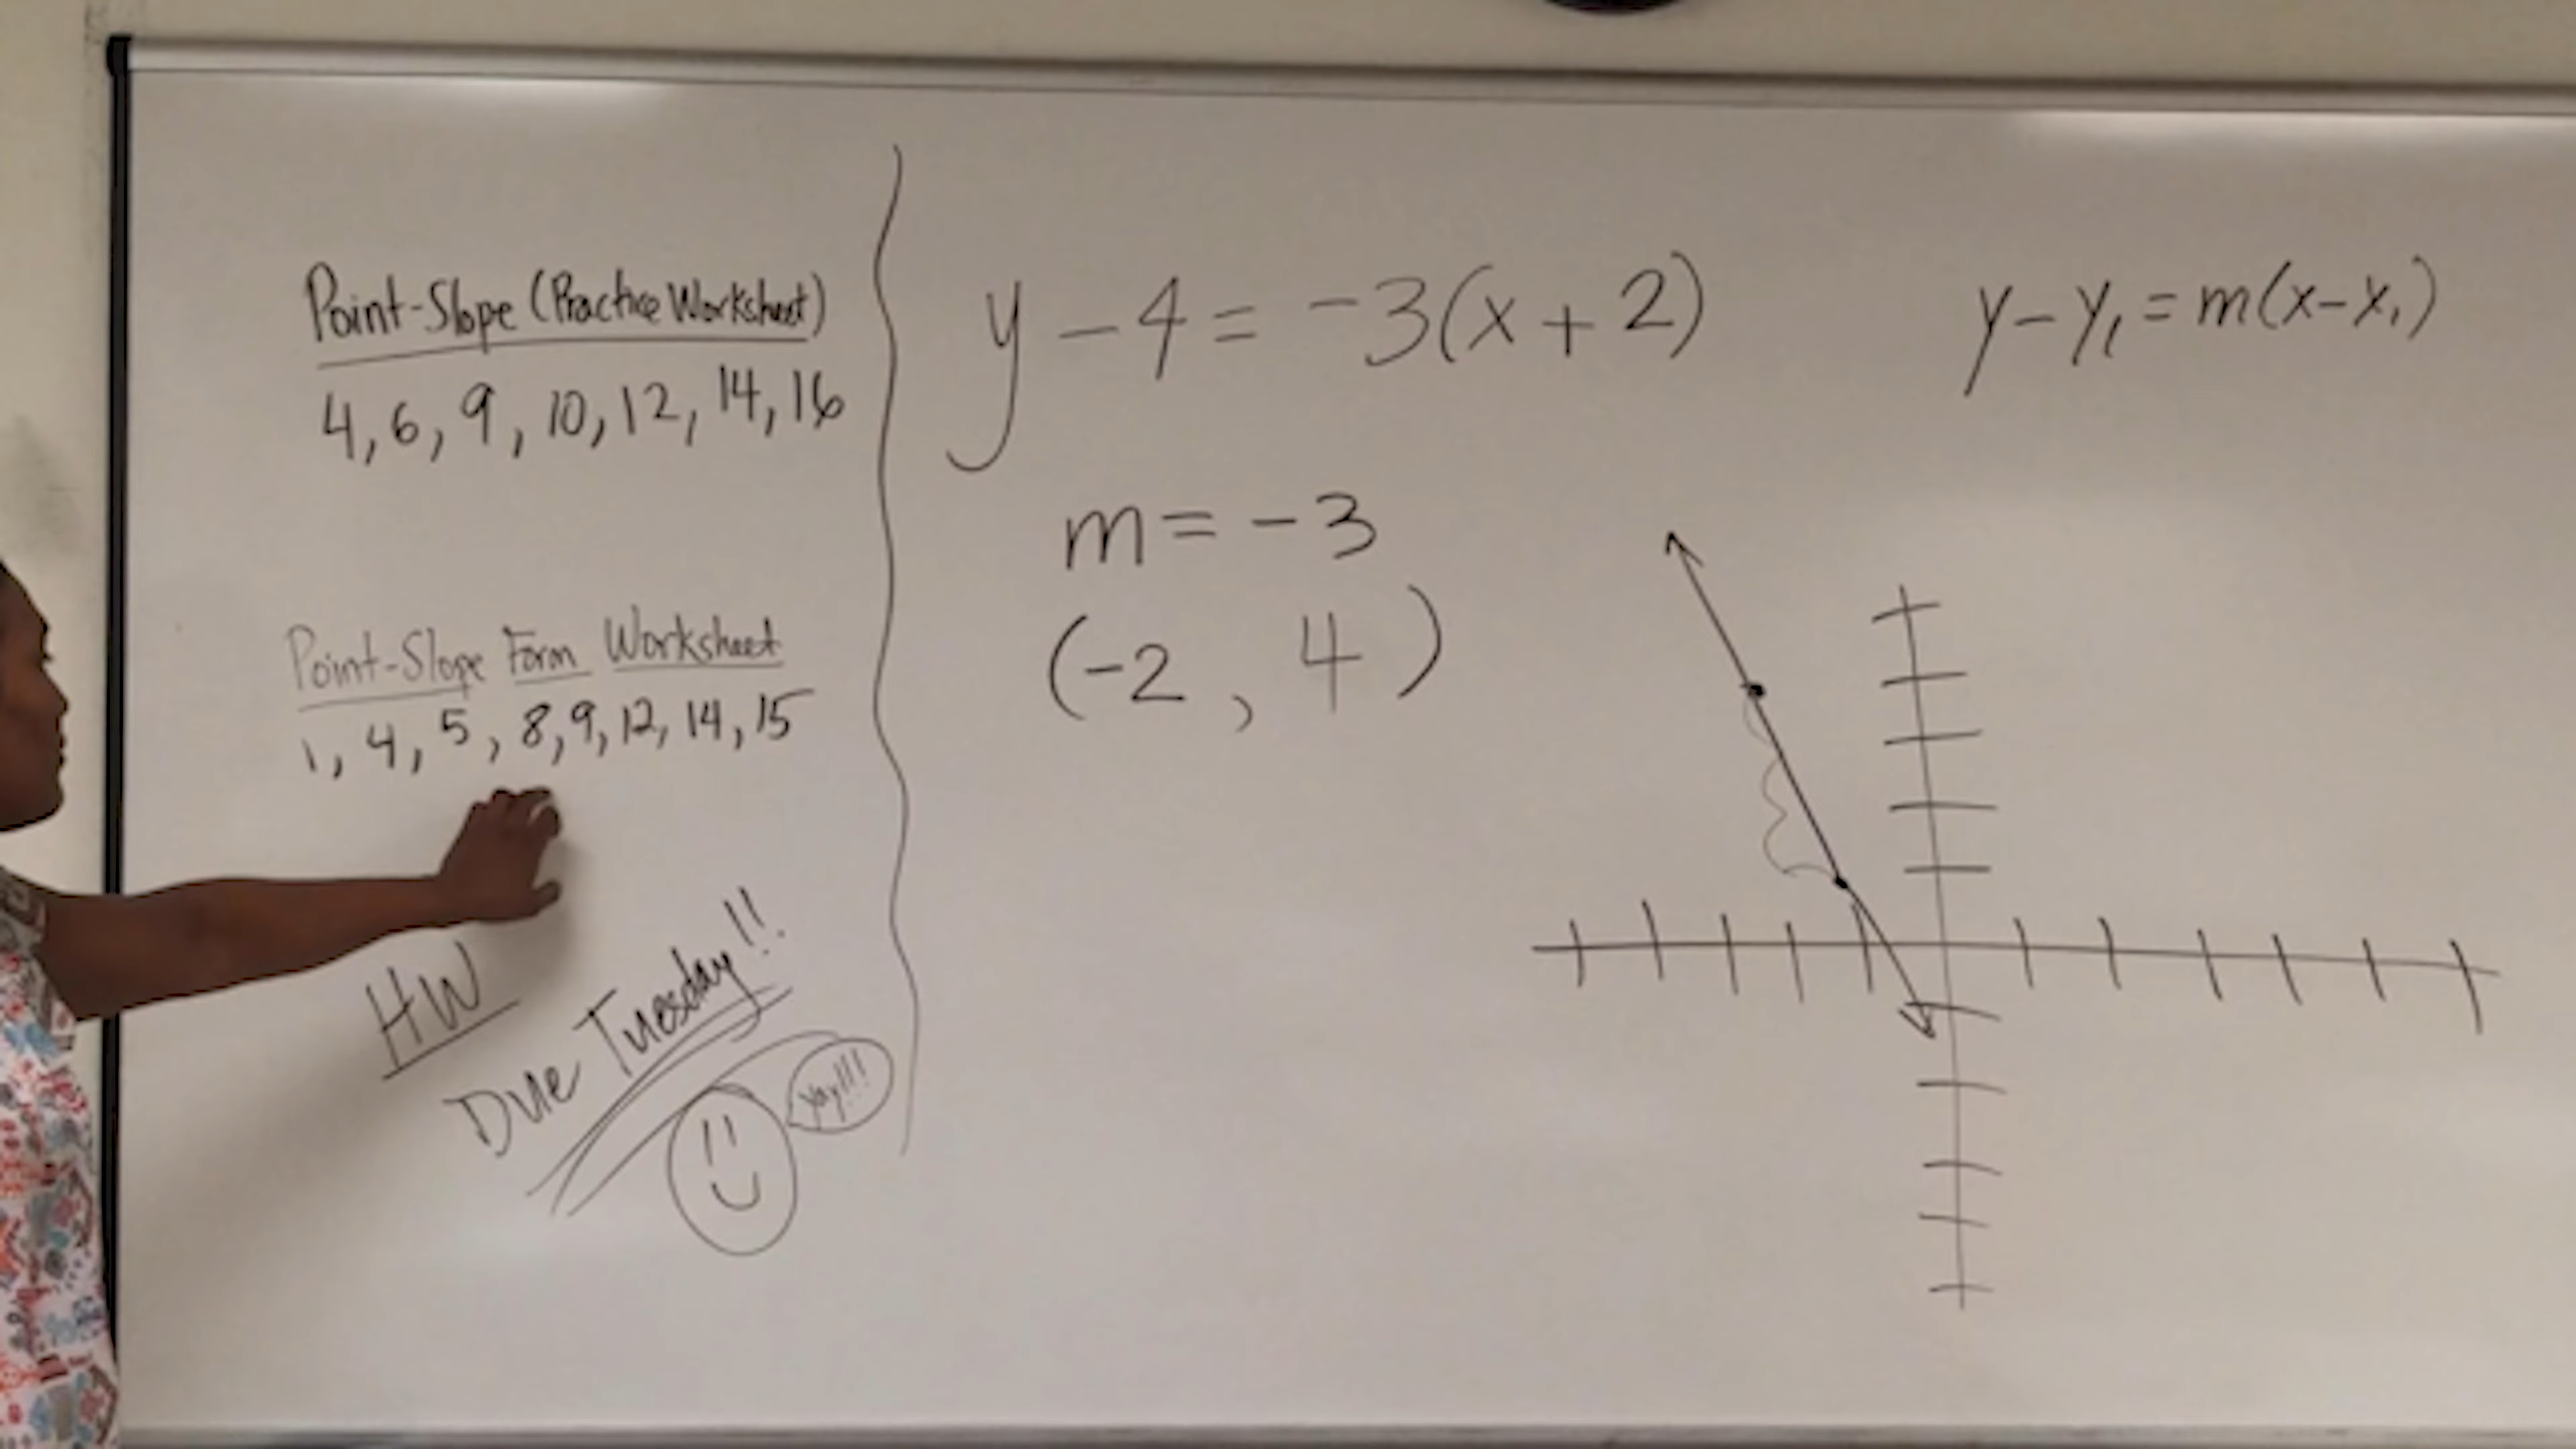 Point-Slope (Practice Worksheet)
4, 6, 9, 10, 12, 14, 16
Point-Slope Form Worksheet
1, 4, 5, 8, 9, 12, 14, 15
HW
Due Tuesday!!
yay!!!
y - 4 = -3(x + 2)
m = -3
(-2, 4)
y - y₁ = m(x - x₁)